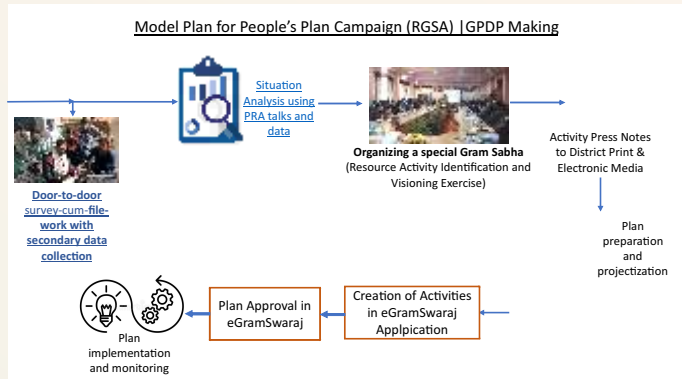 Model Plan for People's Plan Campaign (RGSA) |GPDP Making
Situation
Analysis using
PRA talks and
data
Door-to-door
survey-cum-file-
work with
secondary data
collection
Organizing a special Gram Sabha
(Resource Activity Identification and
Visioning Exercise)
Activity Press Notes
to District Print &
Electronic Media
Plan
preparation
and
projectization
Creation of Activities
in eGramSwaraj
Applpication
Plan Approval in
eGramSwaraj
Plan
implementation
and monitoring